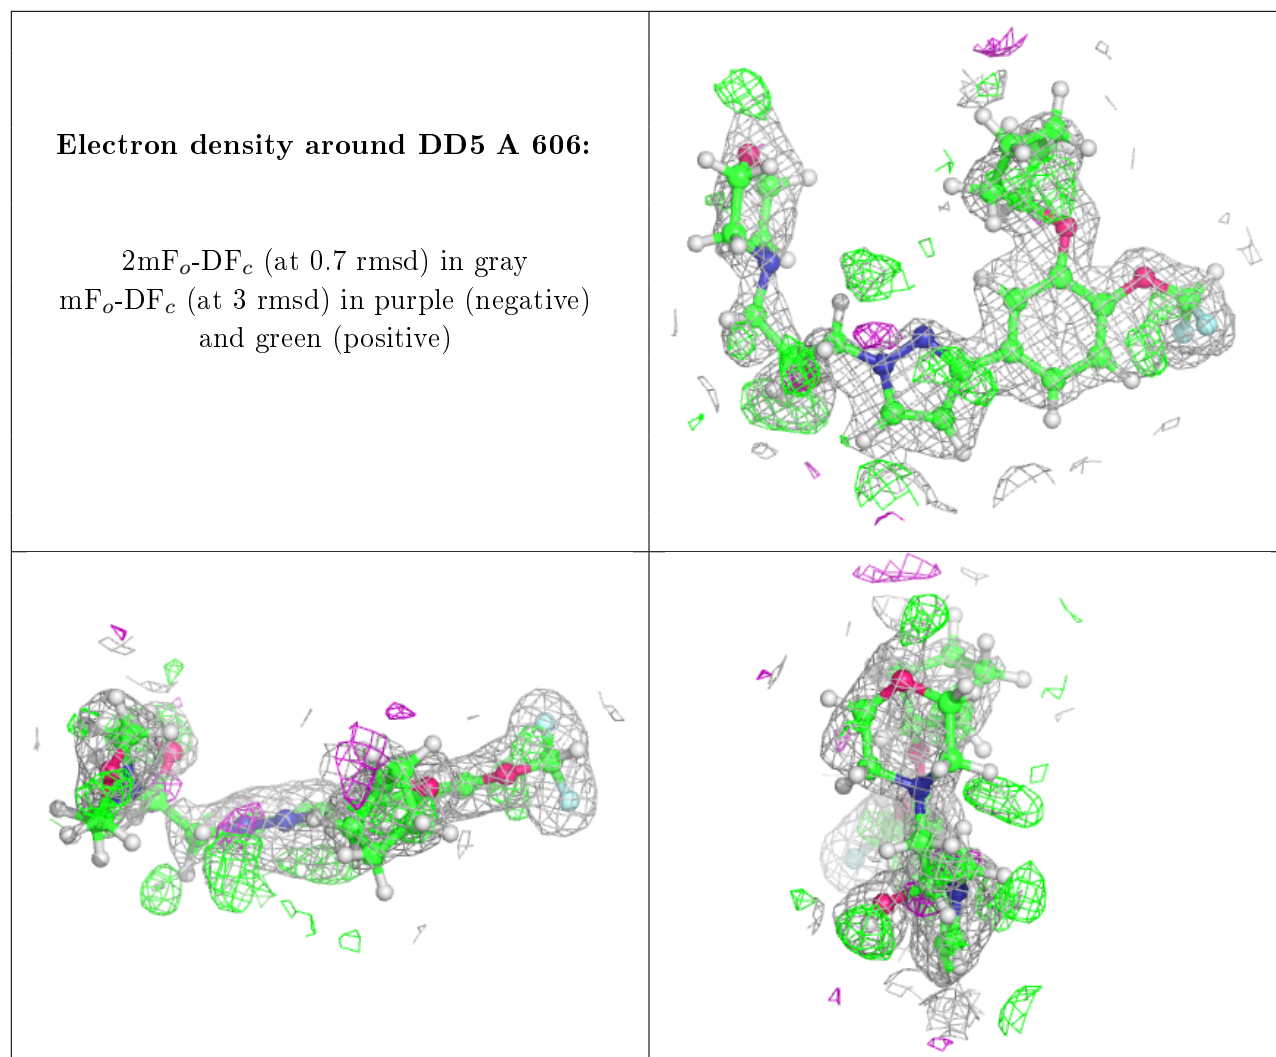 Electron density around DD5 A 606:
2mFo-DFc (at 0.7 rmsd) in gray
mFo-DFc (at 3 rmsd) in purple (negative)
and green (positive)